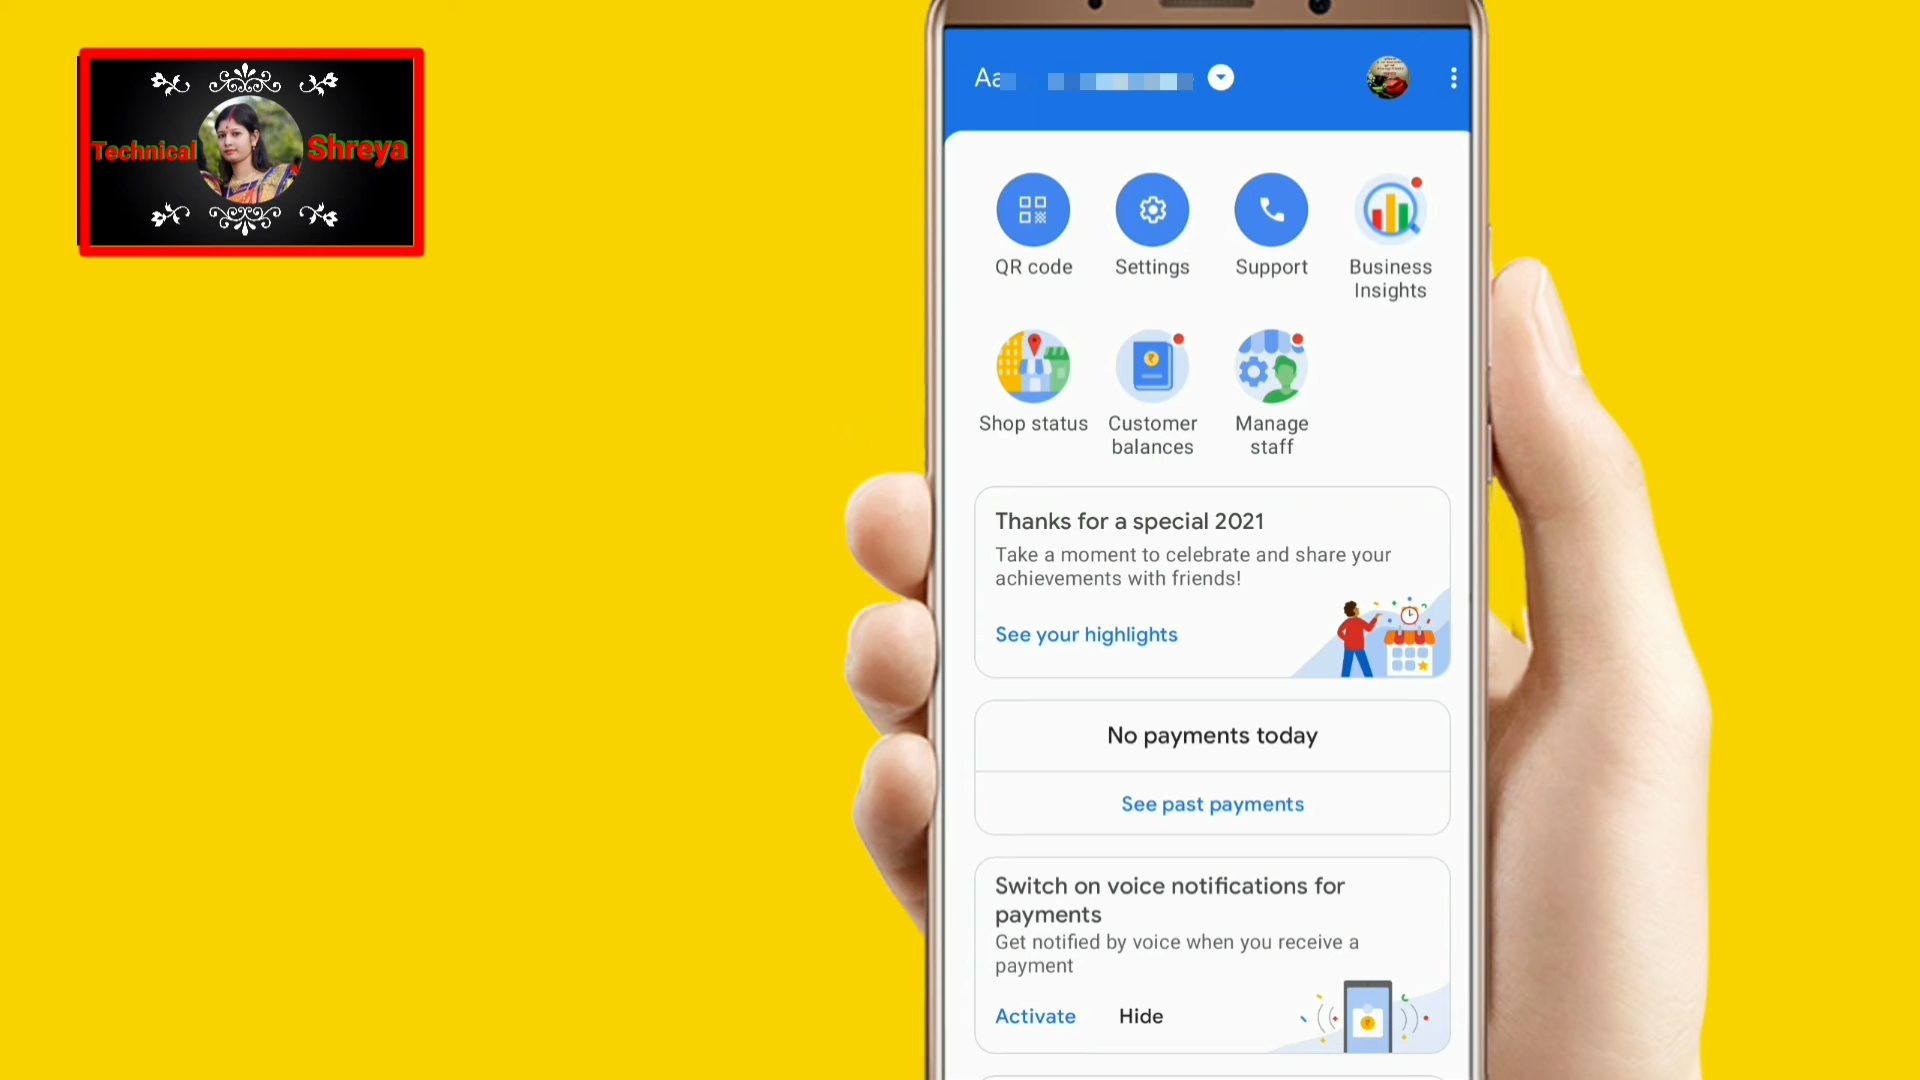 Technical Shreya
Aa
QR code
Settings
Support
Business
Insights
Shop status
Customer
balances
Manage
staff
Thanks for a special 2021
Take a moment to celebrate and share your
achievements with friends!
See your highlights
No payments today
See past payments
Switch on voice notifications for
payments
Get notified by voice when you receive a
payment
Activate
Hide